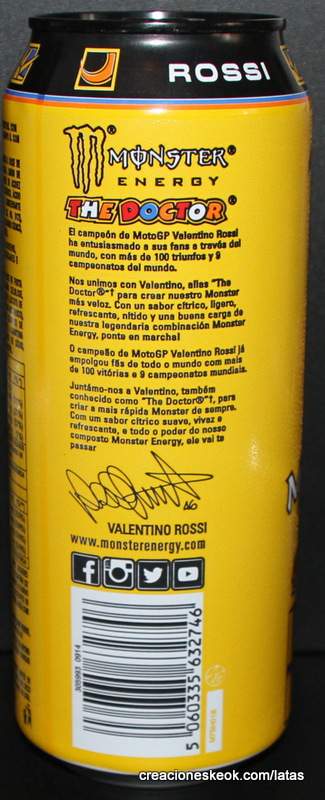 ROSSI
MONSTER®
ENERGY
THE DOCTOR®
El campeón de MotoGP Valentino Rossi
ha entusiasmado a sus fans a través del
mundo, con más de 100 triunfos y 9
campeonatos del mundo.
Nos unimos con Valentino, alias "The
Doctor®"† para crear nuestro Monster
más veloz. Con un sabor cítrico, ligero,
refrescante, nítido y una buena carga de
nuestra legendaria combinación Monster
Energy, ponte en marcha!
O campeão de MotoGP Valentino Rossi já
empolgou fãs de todo o mundo com mais
de 100 vitórias e 9 campeonatos mundiais.
Juntámo-nos a Valentino, também
conhecido como "The Doctor®"†, para
criar a mais rápida Monster de sempre.
Com um sabor cítrico suave, vivaz e
refrescante, e todo o poder do nosso
composto Monster Energy, ele vai te
passar
46
VALENTINO ROSSI
www.monsterenergy.com
305993 0914
5 060335 632746
creacioneskeok.com/latas